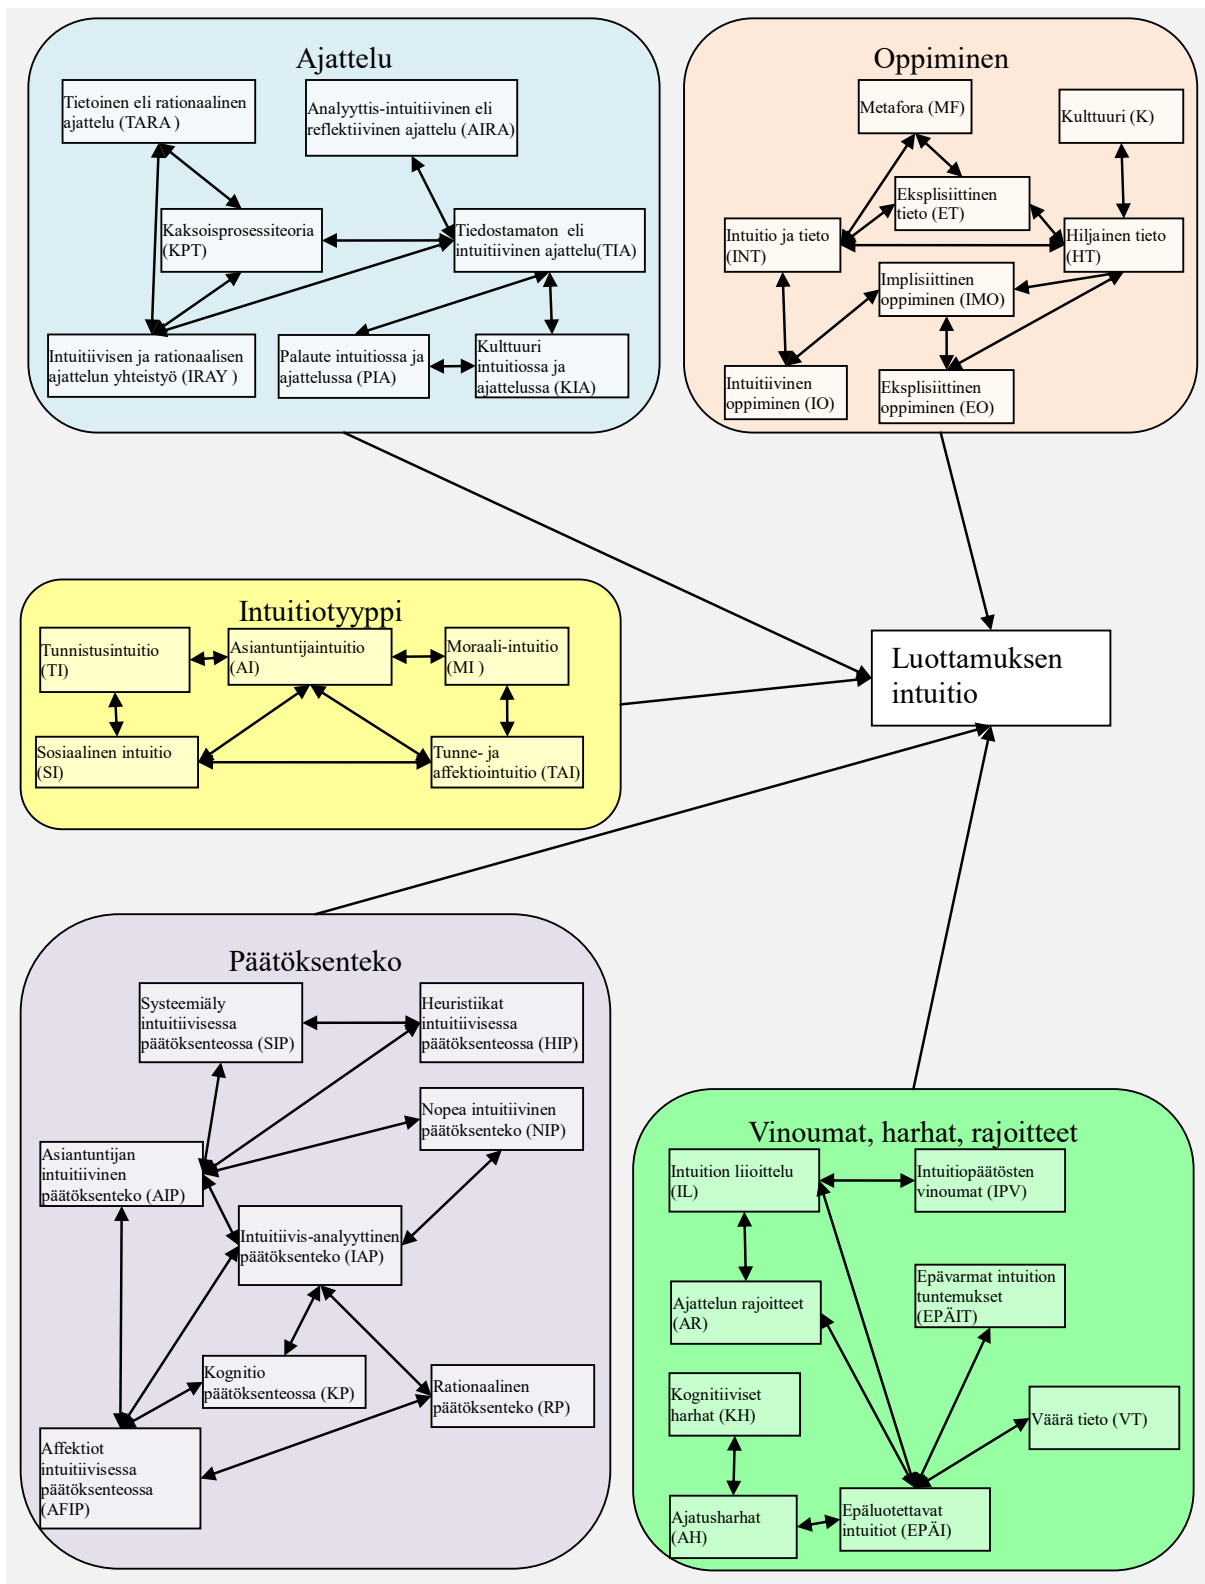 Ajattelu
Tietoinen eli rationaalinen
ajattelu (TARA )
Analyyttis-intuitiivinen eli
reflektiivinen ajattelu (AIRA)
Kaksoisprosessiteoria
(KPT)
Tiedostamaton  eli
intuitiivinen ajattelu(TIA)
Intuitiivisen ja rationaalisen
ajattelun yhteistyö (IRAY )
Palaute intuitiossa ja
ajattelussa (PIA)
Kulttuuri
intuitiossa ja
ajattelussa (KIA)
Oppiminen
Metafora (MF)
Kulttuuri (K)
Eksplisiittinen
tieto (ET)
Intuitio ja tieto
(INT)
Hiljainen tieto
(HT)
Implisiittinen
oppiminen (IMO)
Intuitiivinen
oppiminen (IO)
Eksplisiittinen
oppiminen (EO)
Intuitiotyyppi
Tunnistusintuitio
(TI)
Asiantuntijaintuitio
(AI)
Moraali-intuitio
(MI )
Sosiaalinen intuitio
(SI)
Tunne- ja
affektiointuitio (TAI)
Luottamuksen
intuitio
Päätöksenteko
Systeemiäly
intuitiivisessa
päätöksenteossa (SIP)
Heuristiikat
intuitiivisessa
päätöksenteossa (HIP)
Nopea intuitiivinen
päätöksenteko (NIP)
Asiantuntijan
intuitiivinen
päätöksenteko (AIP)
Intuitiivis-analyyttinen
päätöksenteko (IAP)
Kognitio
päätöksenteossa (KP)
Rationaalinen
päätöksenteko (RP)
Affektiot
intuitiivisessa
päätöksenteossa
(AFIP)
Vinoumat, harhat, rajoitteet
Intuition liioittelu
(IL)
Intuitiopäätösten
vinoumat (IPV)
Epävarmat intuition
tuntemukset
(EPÄIT)
Ajattelun rajoitteet
(AR)
Kognitiiviset
harhat (KH)
Väärä tieto (VT)
Ajatusharhat
(AH)
Epäluotettavat
intuitiot (EPÄI)